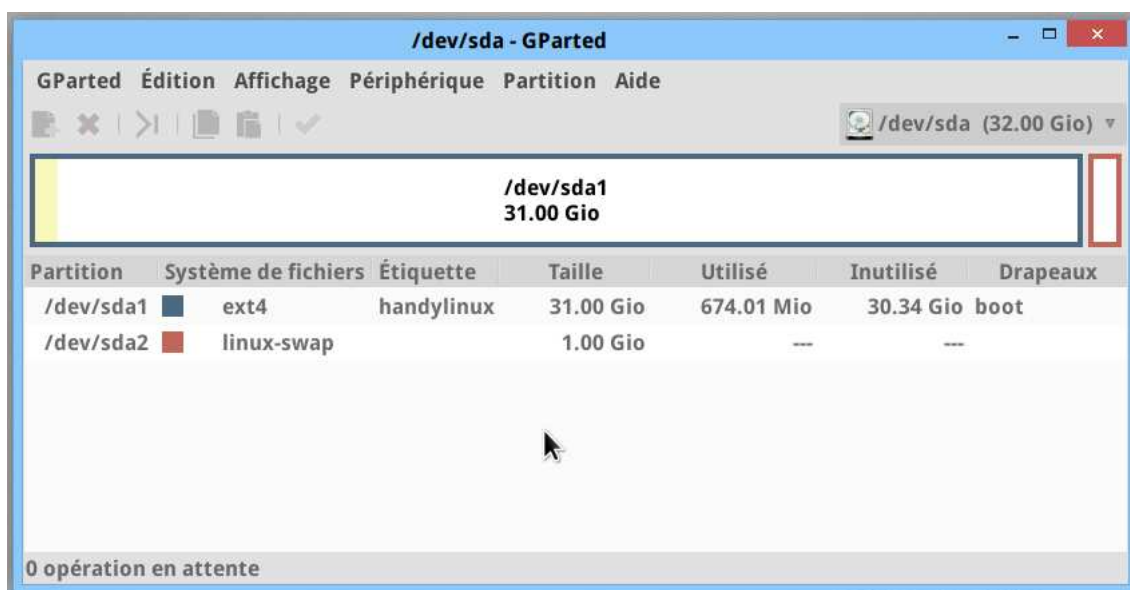 /dev/sda - GParted
GParted Édition Affichage Périphérique Partition Aide
/dev/sda (32.00 Gio)
/dev/sda1
31.00 Gio
Partition Système de fichiers Étiquette Taille Utilisé Inutilisé Drapeaux
/dev/sda1 ext4 handylinux 31.00 Gio 674.01 Mio 30.34 Gio boot
/dev/sda2 linux-swap 1.00 Gio --- ---
0 opération en attente